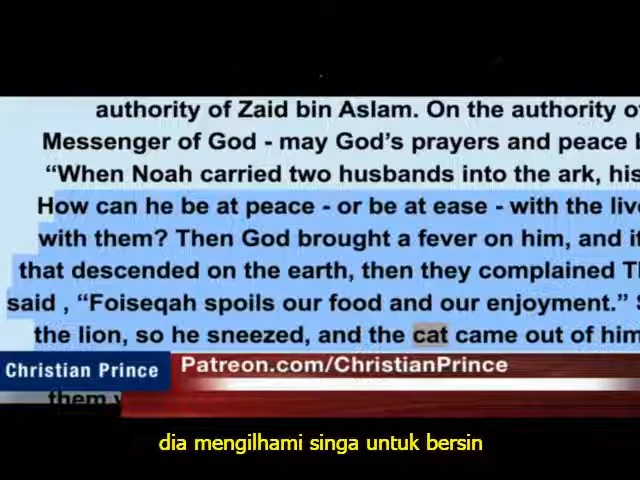 authority of Zaid bin Aslam. On the authority
Messenger of God - may God's prayers and peace
“When Noah carried two husbands into the ark, his
How can he be at peace - or be at ease - with the
with them? Then God brought a fever on him, and
that descended on the earth, then they complained
said , “Foiseqah spoils our food and our enjoyment.”
the lion, so he sneezed, and the cat came out of him
Christian Prince
Patreon.com/ChristianPrince
them
dia mengilhami singa untuk bersin